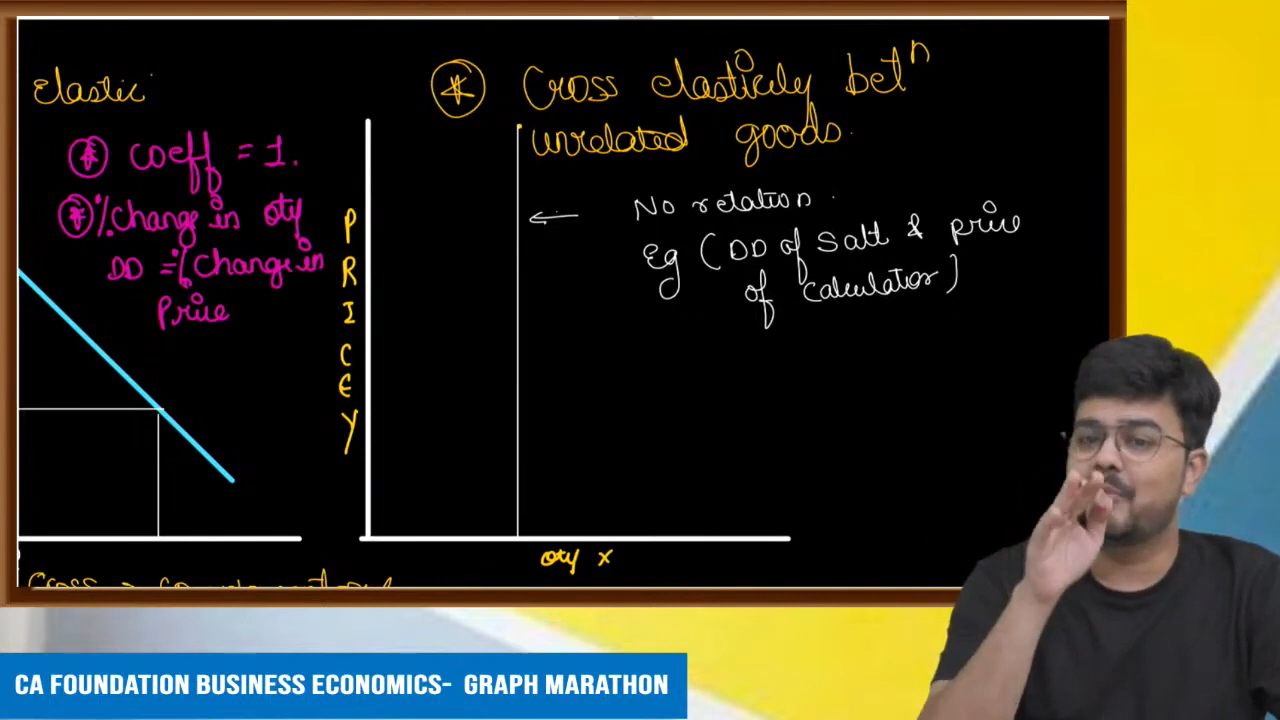 Elastic
* coeff = 1.
* % Change in qty
DD = % Change in
Price
P
R
I
C
E
Y
* Cross elasticity betn
unrelated goods.
No relation.
Eg (DD of Salt & price
of calculator)
qty x
Cross
CA FOUNDATION BUSINESS ECONOMICS- GRAPH MARATHON